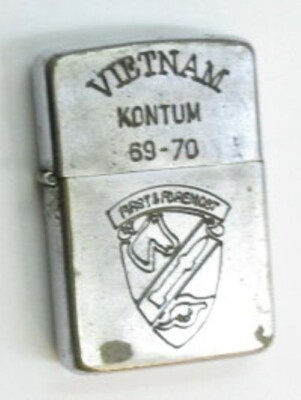 VIETNAM
KONTUM
69-70
FIRST & FOREMOST